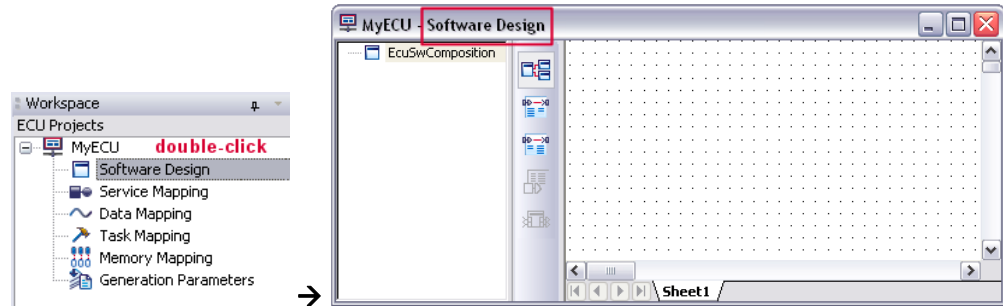 Workspace
ECU Projects
MyECU double-click
Software Design
Service Mapping
Data Mapping
Task Mapping
Memory Mapping
Generation Parameters
→
MyECU - Software Design
EcuSwComposition
Sheet1